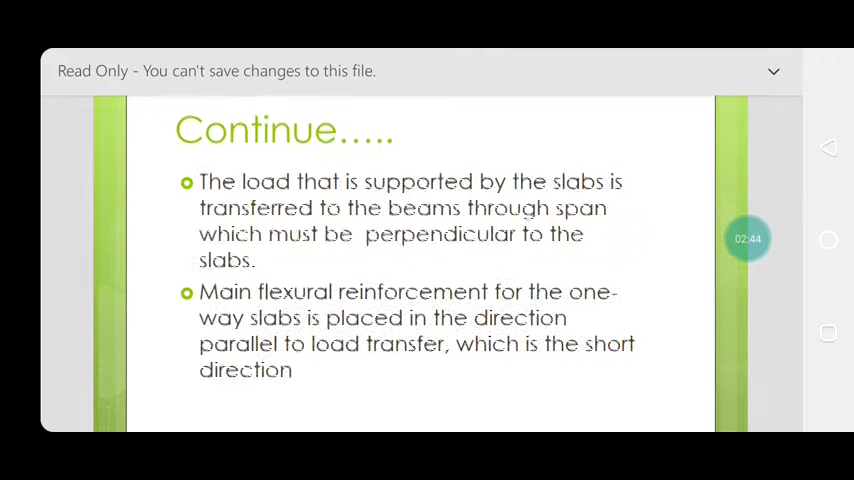 Read Only - You can't save changes to this file.
Continue.....
The load that is supported by the slabs is
transferred to the beams through span
which must be perpendicular to the
slabs.
Main flexural reinforcement for the one-
way slabs is placed in the direction
parallel to load transfer, which is the short
direction
02:44